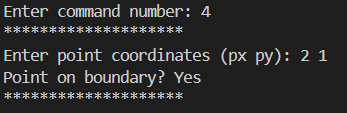 Enter command number: 4
********************
Enter point coordinates (px py): 2 1
Point on boundary? Yes
********************